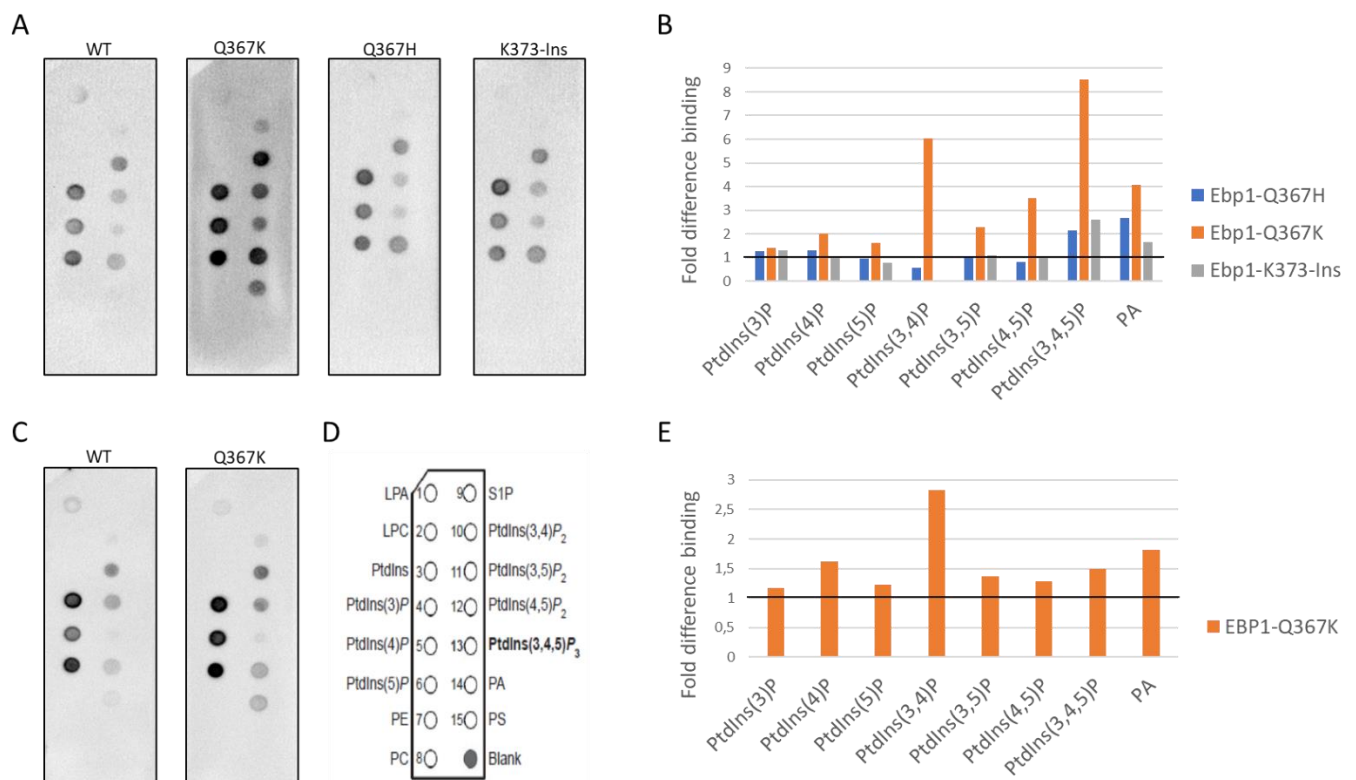 A
WT
Q367K
Q367H
K373-Ins
B
Fold difference binding
9
8
7
6
5
4
3
2
1
0
PtdIns(3)P
PtdIns(4)P
PtdIns(5)P
PtdIns(3,4)P
PtdIns(3,5)P
PtdIns(4,5)P
PtdIns(3,4,5)P
PA
Ebp1-Q367H
Ebp1-Q367K
Ebp1-K373-Ins
C
WT
Q367K
D
LPA 1 9 S1P
LPC 2 10 PtdIns(3,4)P2
PtdIns 3 11 PtdIns(3,5)P2
PtdIns(3)P 4 12 PtdIns(4,5)P2
PtdIns(4)P 5 13 PtdIns(3,4,5)P3
PtdIns(5)P 6 14 PA
PE 7 15 PS
PC 8 Blank
E
Fold difference binding
3
2,5
2
1,5
1
0,5
0
PtdIns(3)P
PtdIns(4)P
PtdIns(5)P
PtdIns(3,4)P
PtdIns(3,5)P
PtdIns(4,5)P
PtdIns(3,4,5)P
PA
EBP1-Q367K